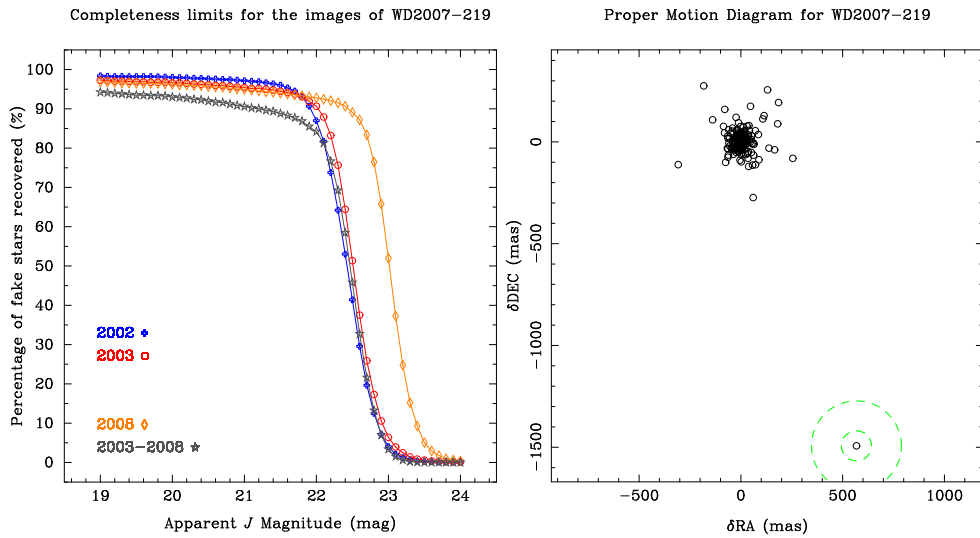 Completeness limits for the images of WD2007−219
Percentage of fake stars recovered (%)
100
90
80
70
60
50
40
30
20
10
0
2002
2003
2008
2003−2008
19 20 21 22 23 24
Apparent J Magnitude (mag)
Proper Motion Diagram for WD2007−219
δDEC (mas)
0
−500
−1000
−1500
−500 0 500 1000
δRA (mas)